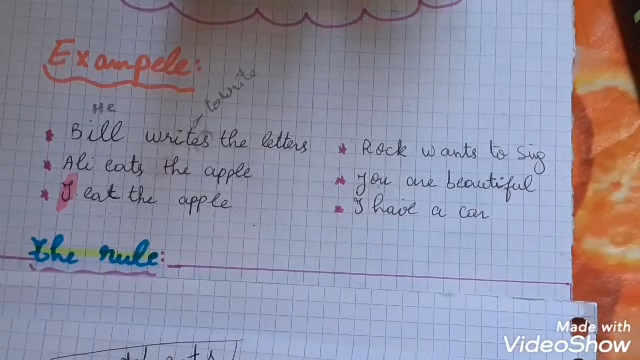 Exampele:
He
to write
* Bill writes the letters
* Ali eats the apple
* I eat the apple
* Rock wants to sing
* You are beautiful
* I have a car
the rule:
Made with
VideoShow